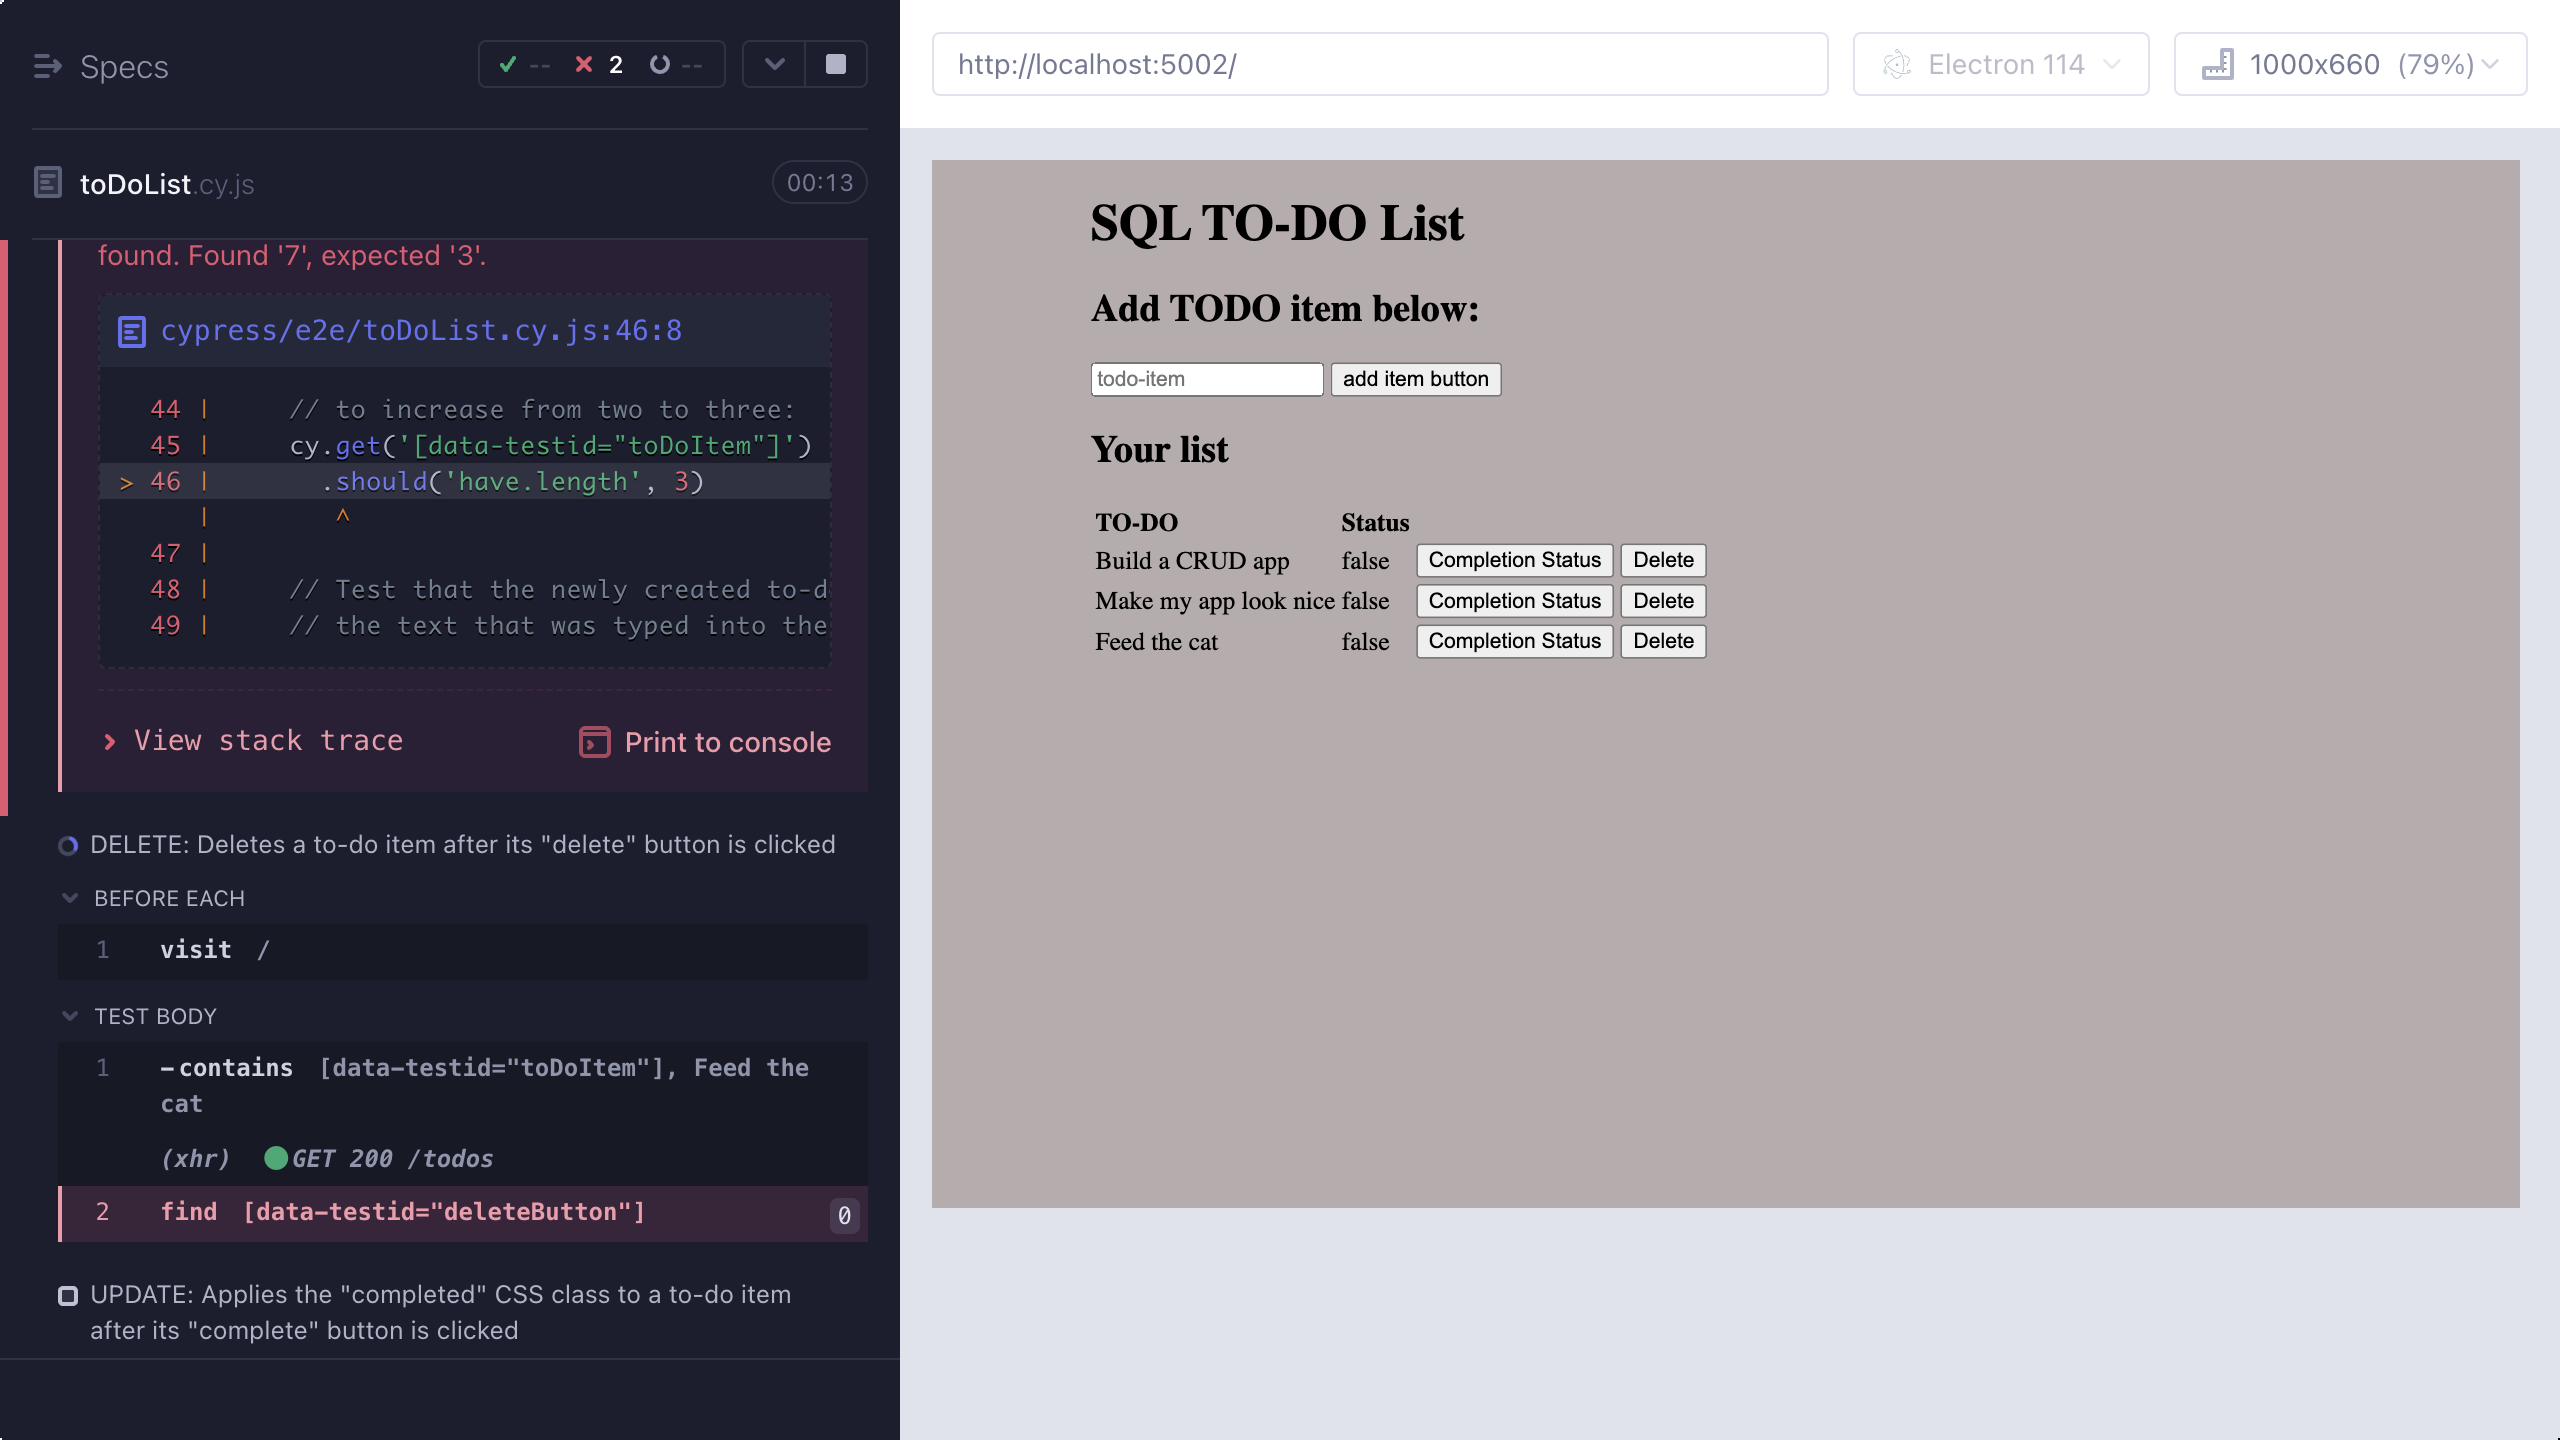 Specs
-- 2 --
toDoList.cy.js 00:13
found. Found '7', expected '3'.
cypress/e2e/toDoList.cy.js:46:8
44 | // to increase from two to three:
45 | cy.get('[data-testid="toDoItem"]')
> 46 | .should('have.length', 3)
| ^
47 |
48 | // Test that the newly created to-d
49 | // the text that was typed into the
View stack trace Print to console
DELETE: Deletes a to-do item after its "delete" button is clicked
BEFORE EACH
1 visit /
TEST BODY
1 -contains [data-testid="toDoItem"], Feed the
cat
(xhr) GET 200 /todos
2 find [data-testid="deleteButton"] 0
UPDATE: Applies the "completed" CSS class to a to-do item
after its "complete" button is clicked
http://localhost:5002/ Electron 114 1000x660 (79%)
SQL TO-DO List
Add TODO item below:
todo-item add item button
Your list
TO-DO Status
Build a CRUD app false Completion Status Delete
Make my app look nice false Completion Status Delete
Feed the cat false Completion Status Delete